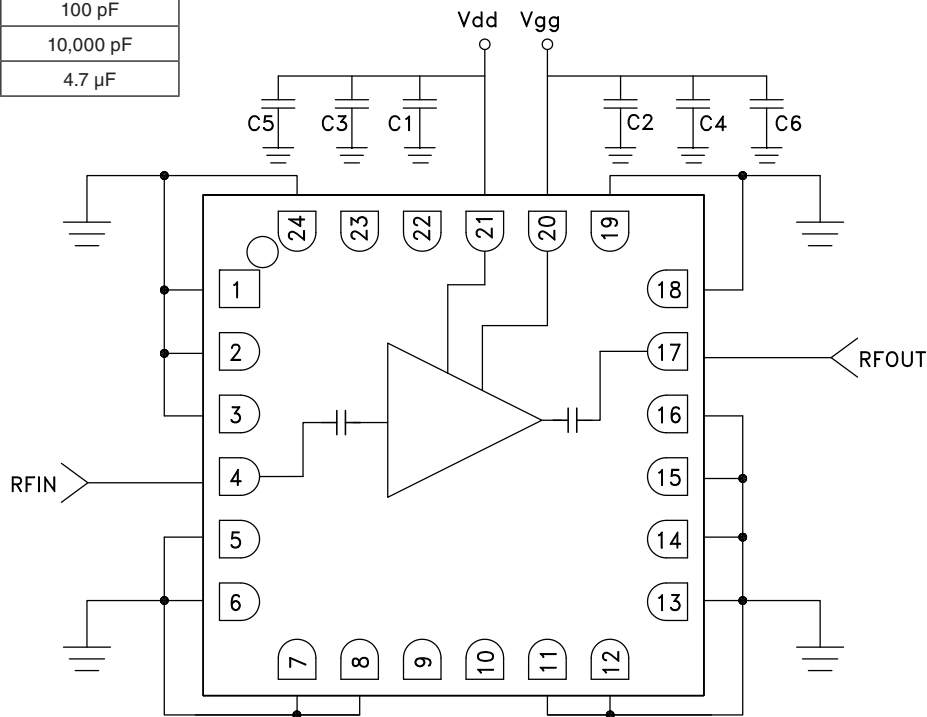 100 pF
10,000 pF
4.7 µF
Vdd Vgg
C5 C3 C1 C2 C4 C6
24 23 22 21 20 19
1 18
2 17
RFOUT
3 16
4 15
RFIN
5 14
6 13
7 8 9 10 11 12